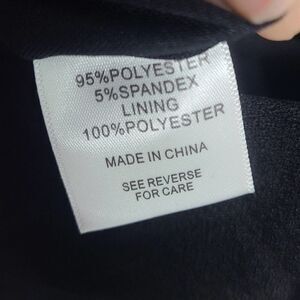 95%POLYESTER
5%SPANDEX
LINING
100%POLYESTER
MADE IN CHINA
SEE REVERSE
FOR CARE